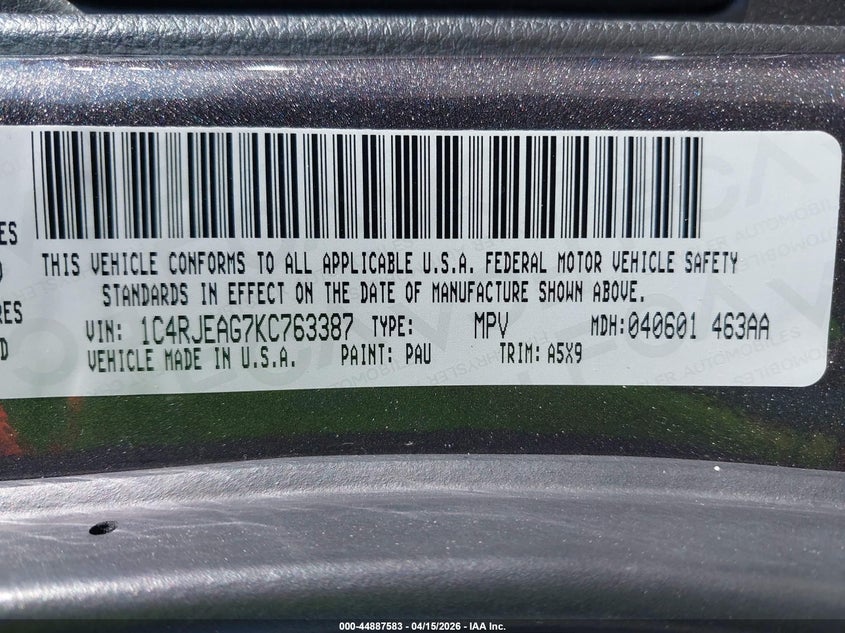 ES
RES
D
THIS VEHICLE CONFORMS TO ALL APPLICABLE U.S.A. FEDERAL MOTOR VEHICLE SAFETY
STANDARDS IN EFFECT ON THE DATE OF MANUFACTURE SHOWN ABOVE.
VIN: 1C4RJEAG7KC763387 TYPE: MPV MDH: 040601 463AA
VEHICLE MADE IN U.S.A. PAINT: PAU TRIM: A5X9
000-44887583 - 04/15/2026 - IAA Inc.